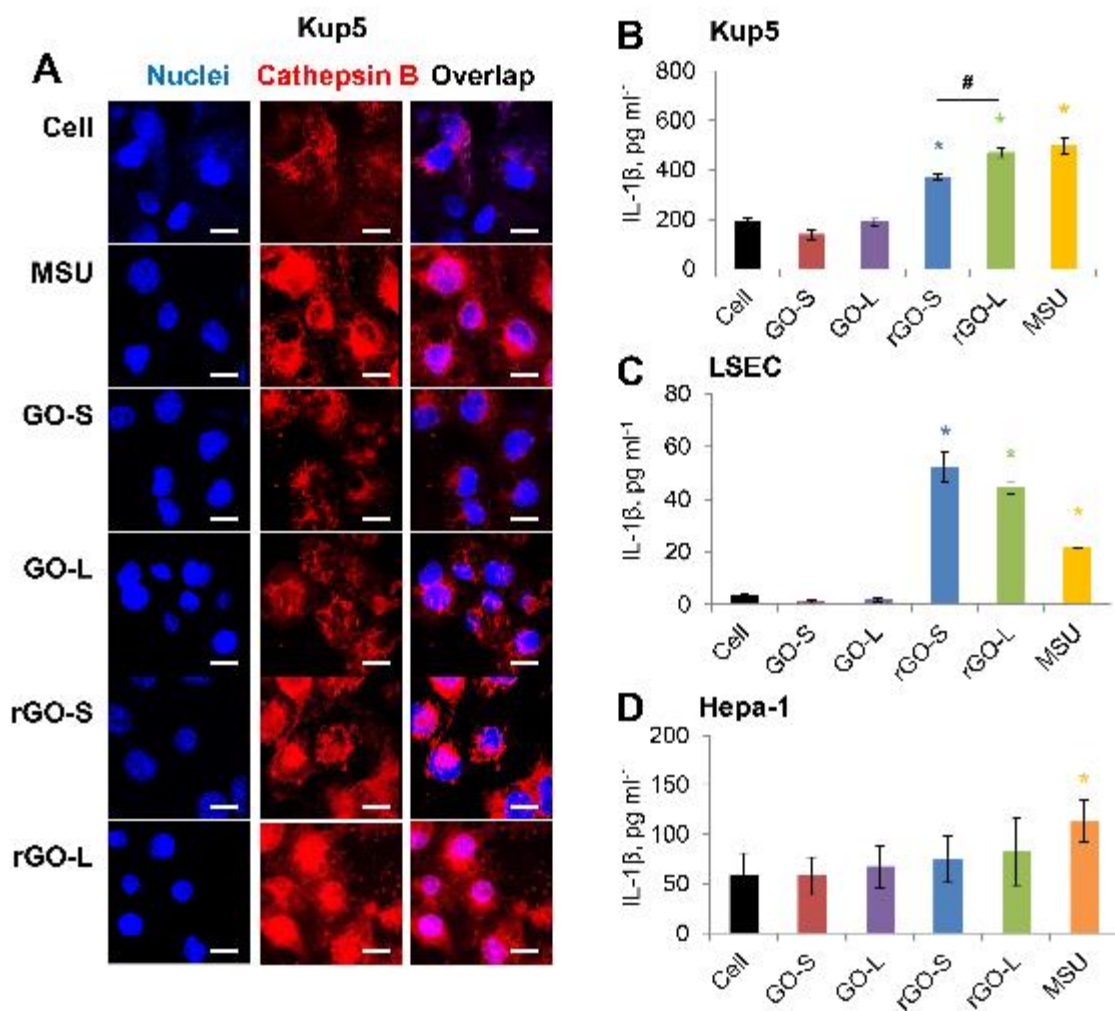 Kup5
A
Nuclei Cathepsin B Overlap
Cell
MSU
GO-S
GO-L
rGO-S
rGO-L
B Kup5
IL-1β, pg ml⁻
800
600
400
200
0
#
* * *
Cell GO-S GO-L rGO-S rGO-L MSU
C LSEC
IL-1β, pg ml⁻¹
80
60
40
20
0
* * *
Cell GO-S GO-L rGO-S rGO-L MSU
D Hepa-1
IL-1β, pg ml⁻
200
150
100
50
0
*
Cell GO-S GO-L rGO-S rGO-L MSU